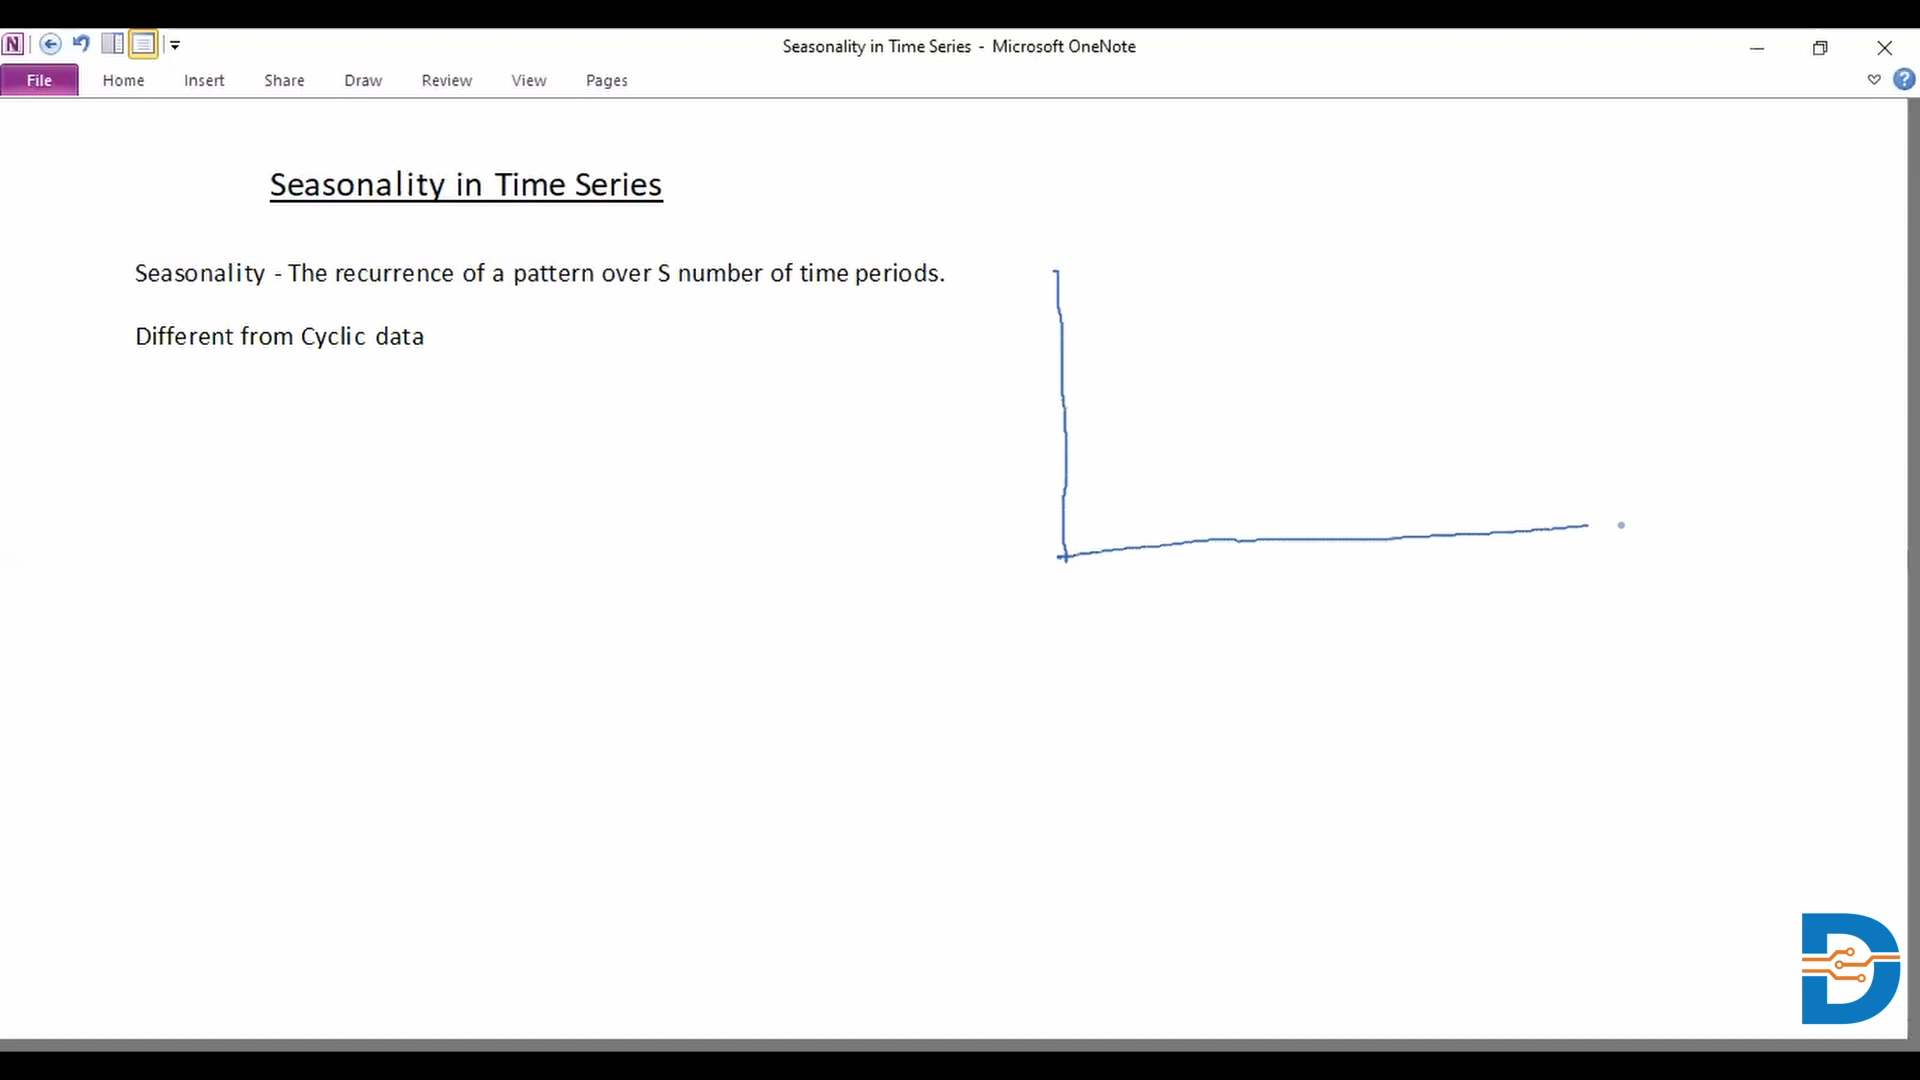 Seasonality in Time Series - Microsoft OneNote
File Home Insert Share Draw Review View Pages
Seasonality in Time Series
Seasonality - The recurrence of a pattern over S number of time periods.
Different from Cyclic data